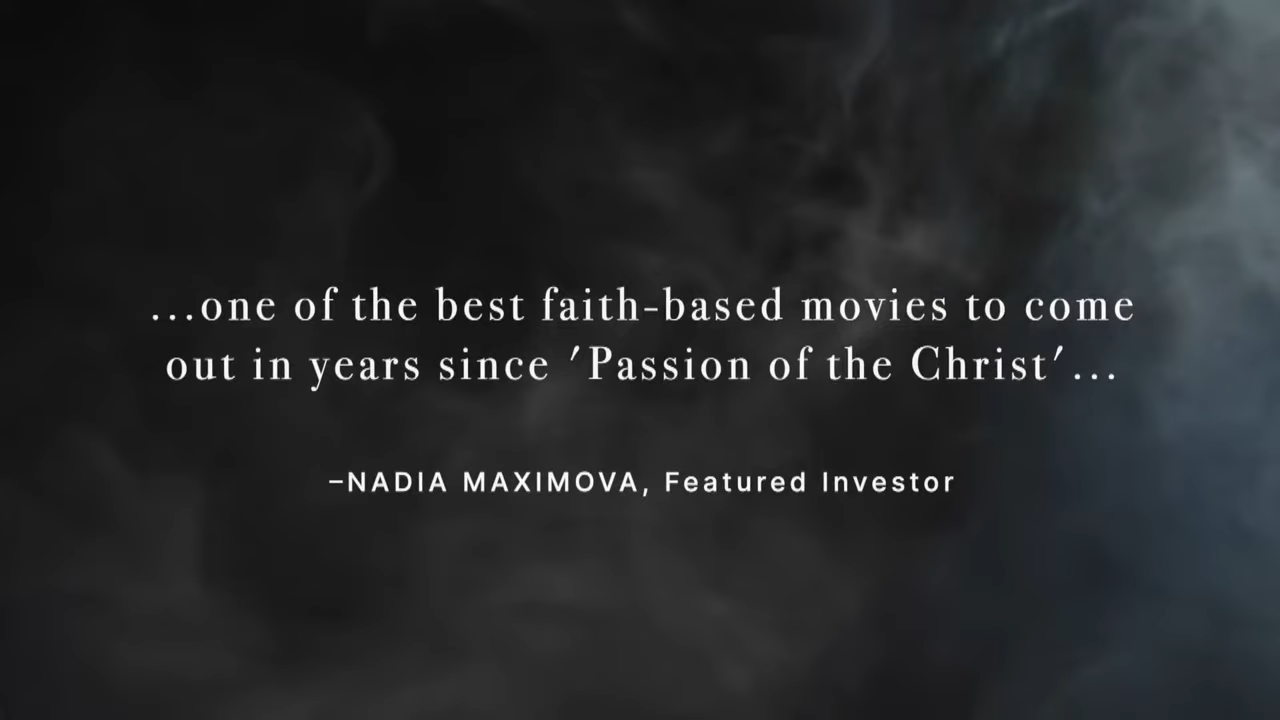 ...one of the best faith-based movies to come
out in years since 'Passion of the Christ'...
–NADIA MAXIMOVA, Featured Investor